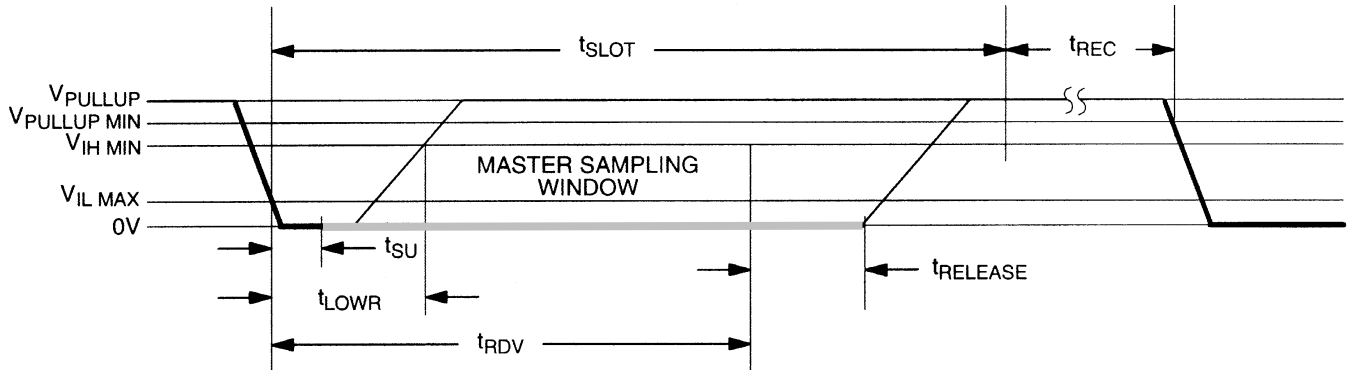 tSLOT
tREC
VPULLUP
VPULLUP MIN
VIH MIN
MASTER SAMPLING
WINDOW
VIL MAX
0V
tSU
tRELEASE
tLOWR
tRDV